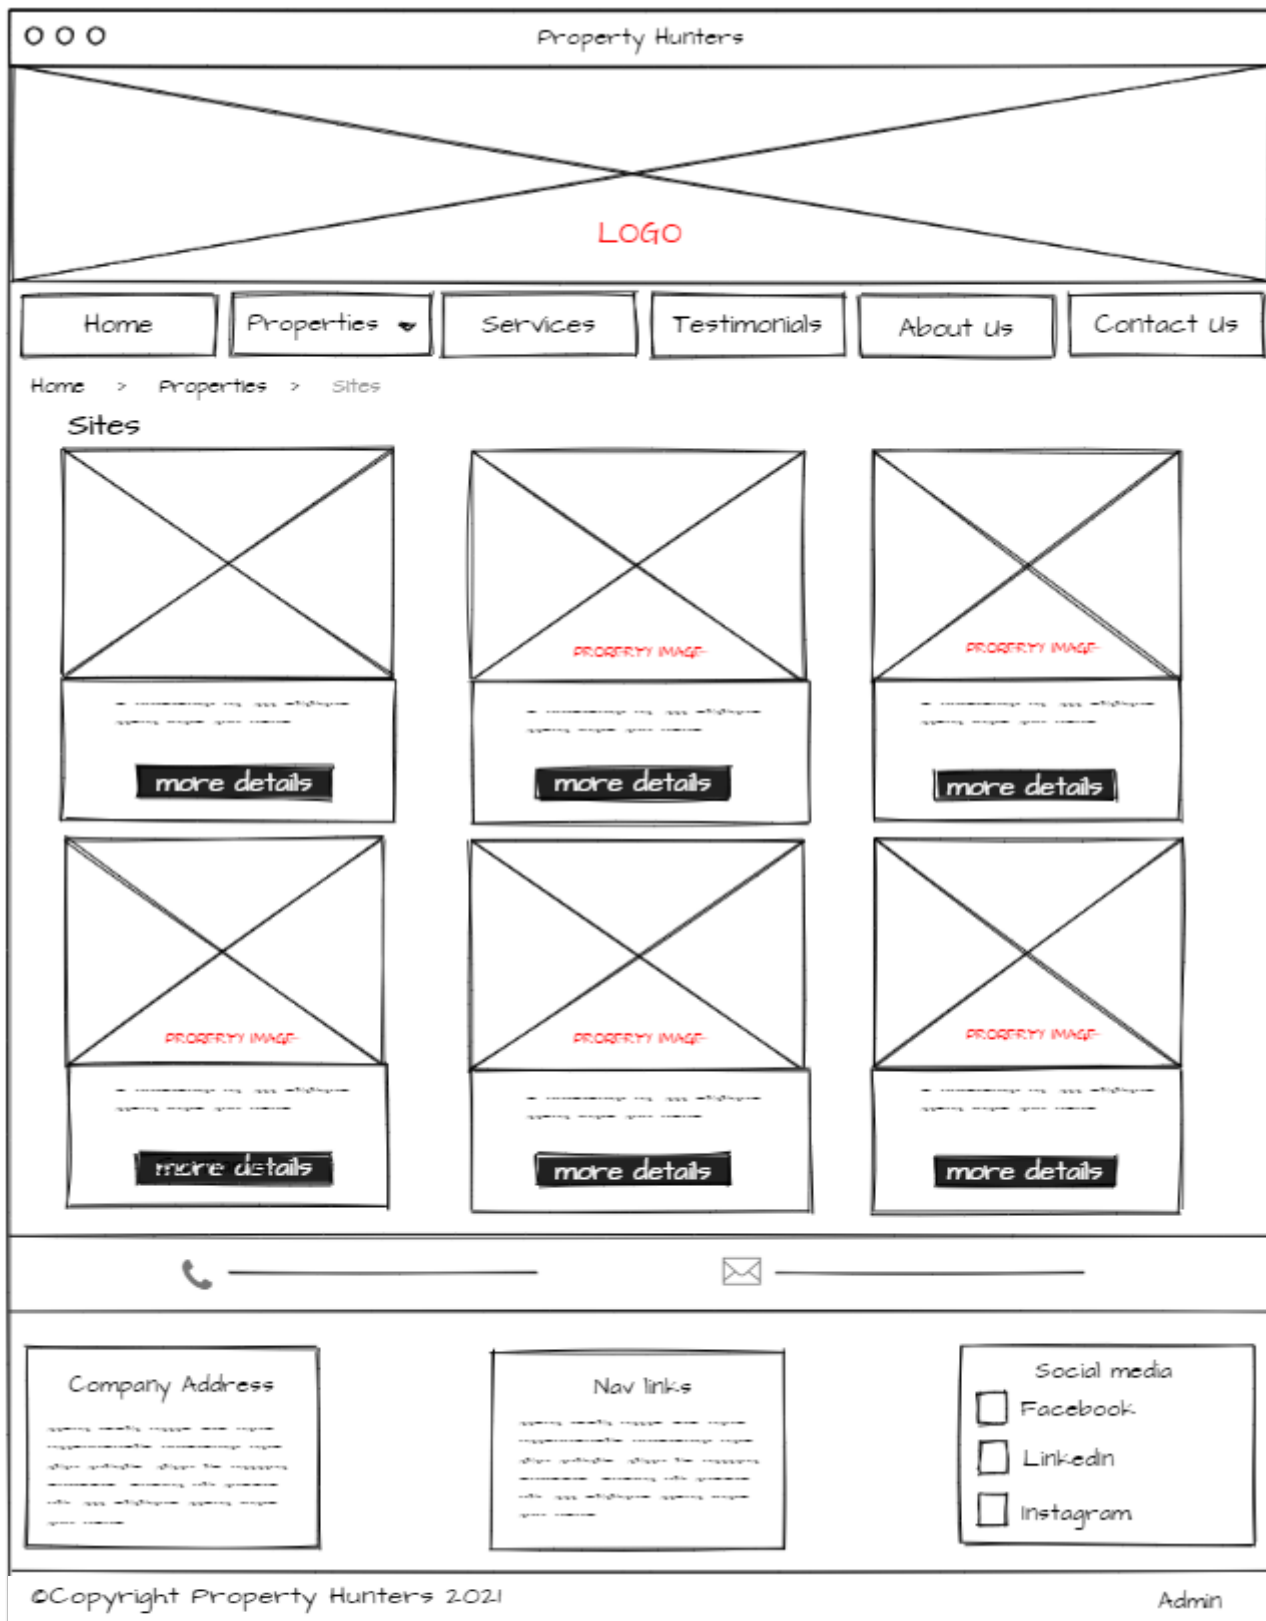 Property Hunters
LOGO
Home Properties Services Testimonials About Us Contact Us
Home > Properties > Sites
Sites
PROPERTY IMAGE PROPERTY IMAGE
more details more details more details
PROPERTY IMAGE PROPERTY IMAGE PROPERTY IMAGE
more details more details more details
Company Address Nav links Social media
Facebook
LinkedIn
Instagram
©Copyright Property Hunters 2021 Admin